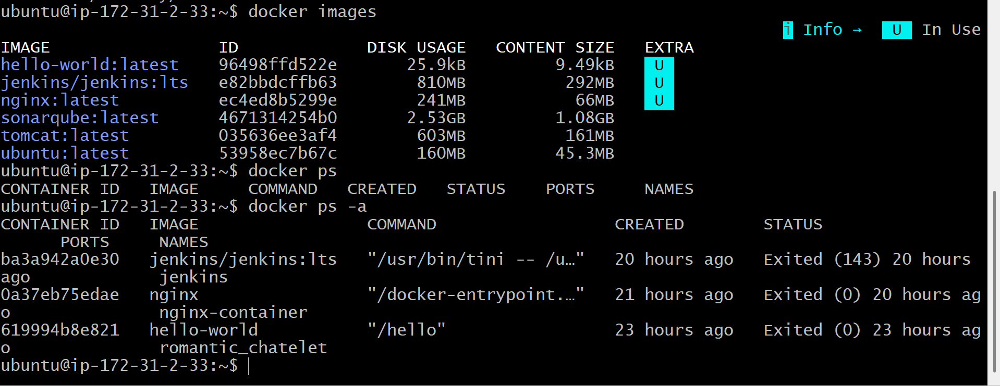 ubuntu@ip-172-31-2-33:~$ docker images
i Info →   U  In Use
IMAGE                 ID             DISK USAGE   CONTENT SIZE   EXTRA
hello-world:latest    96498ffd522e       25.9kB         9.49kB    U
jenkins/jenkins:lts   e82bbdcffb63        810MB          292MB    U
nginx:latest          ec4ed8b5299e        241MB           66MB    U
sonarqube:latest      4671314254b0       2.53GB         1.08GB
tomcat:latest         035636ee3af4        603MB          161MB
ubuntu:latest         53958ec7b67c        160MB         45.3MB
ubuntu@ip-172-31-2-33:~$ docker ps
CONTAINER ID   IMAGE     COMMAND   CREATED   STATUS    PORTS     NAMES
ubuntu@ip-172-31-2-33:~$ docker ps -a
CONTAINER ID   IMAGE                 COMMAND                  CREATED        STATUS
      PORTS     NAMES
ba3a942a0e30   jenkins/jenkins:lts   "/usr/bin/tini -- /u…"   20 hours ago   Exited (143) 20 hours
ago             jenkins
0a37eb75edae   nginx                 "/docker-entrypoint.…"   21 hours ago   Exited (0) 20 hours ag
o               nginx-container
619994b8e821   hello-world           "/hello"                 23 hours ago   Exited (0) 23 hours ag
o               romantic_chatelet
ubuntu@ip-172-31-2-33:~$